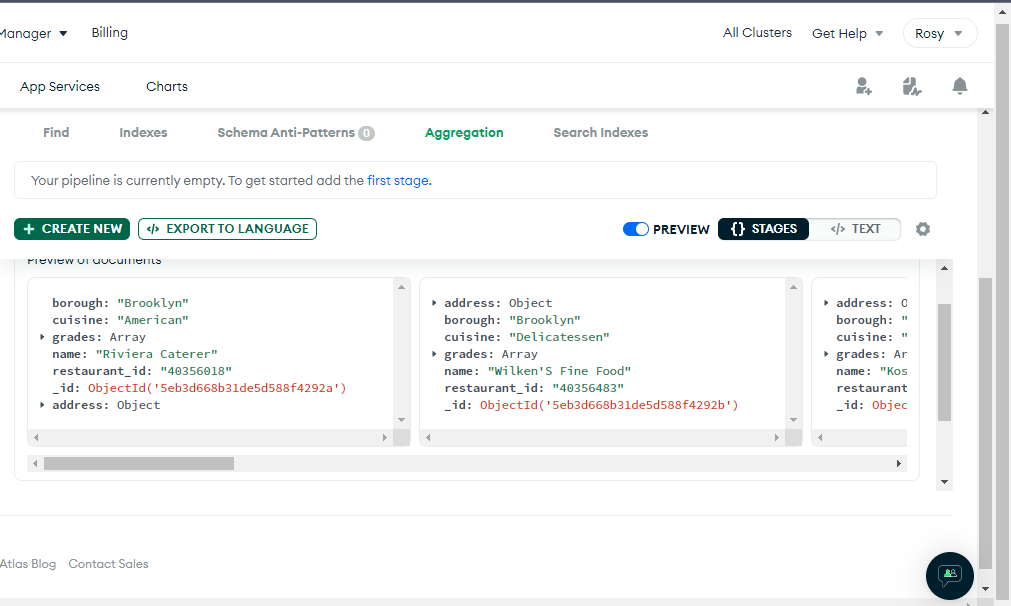 Manager Billing All Clusters Get Help Rosy
App Services Charts
Find Indexes Schema Anti-Patterns 0 Aggregation Search Indexes
Your pipeline is currently empty. To get started add the first stage.
+ CREATE NEW </> EXPORT TO LANGUAGE PREVIEW {} STAGES </> TEXT
Preview of documents
borough: "Brooklyn"
cuisine: "American"
grades: Array
name: "Riviera Caterer"
restaurant_id: "40356018"
_id: ObjectId('5eb3d668b31de5d588f4292a')
address: Object
address: Object
borough: "Brooklyn"
cuisine: "Delicatessen"
grades: Array
name: "Wilken'S Fine Food"
restaurant_id: "40356483"
_id: ObjectId('5eb3d668b31de5d588f4292b')
address: O
borough: "
cuisine: "
grades: Ar
name: "Kos
restaurant
_id: Objec
Atlas Blog Contact Sales